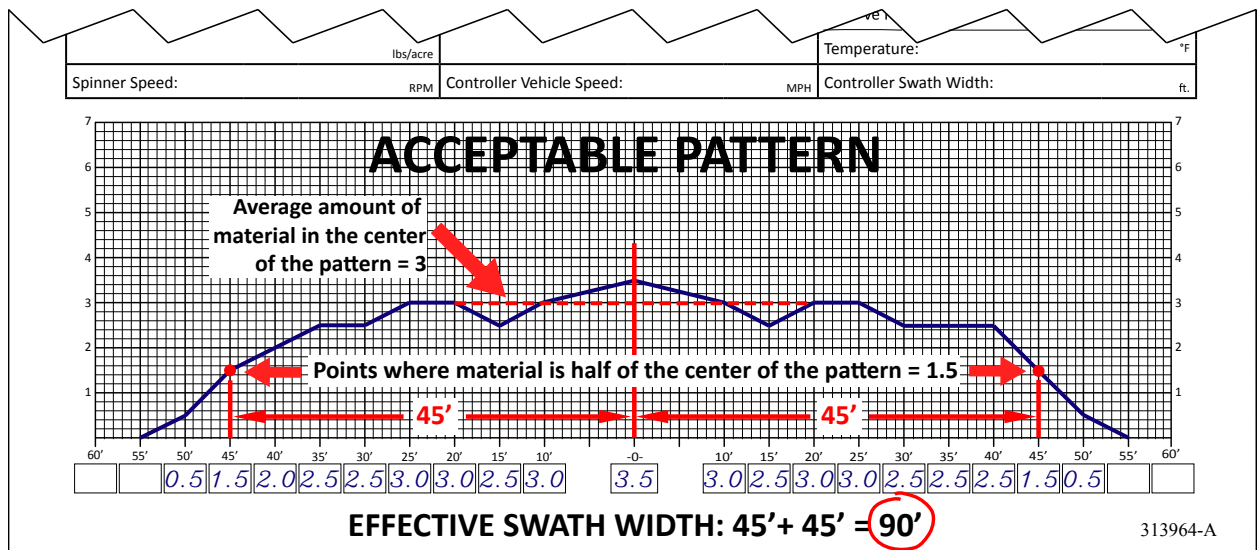 lbs/acre
Temperature: °F
Spinner Speed: RPM Controller Vehicle Speed: MPH Controller Swath Width: ft.
7 7
ACCEPTABLE PATTERN
6 6
Average amount of
5 5
material in the center
of the pattern = 3
4 4
3 3
2 2
Points where material is half of the center of the pattern = 1.5
1 1
45’ 45’
60’ 55’ 50’ 45’ 40’ 35’ 30’ 25’ 20’ 15’ 10’ -0- 10’ 15’ 20’ 25’ 30’ 35’ 40’ 45’ 50’ 55’ 60’
0.5 1.5 2.0 2.5 2.5 3.0 3.0 2.5 3.0 3.5 3.0 2.5 3.0 3.0 2.5 2.5 2.5 1.5 0.5
EFFECTIVE SWATH WIDTH: 45’+ 45’ = 90’ 313964-A